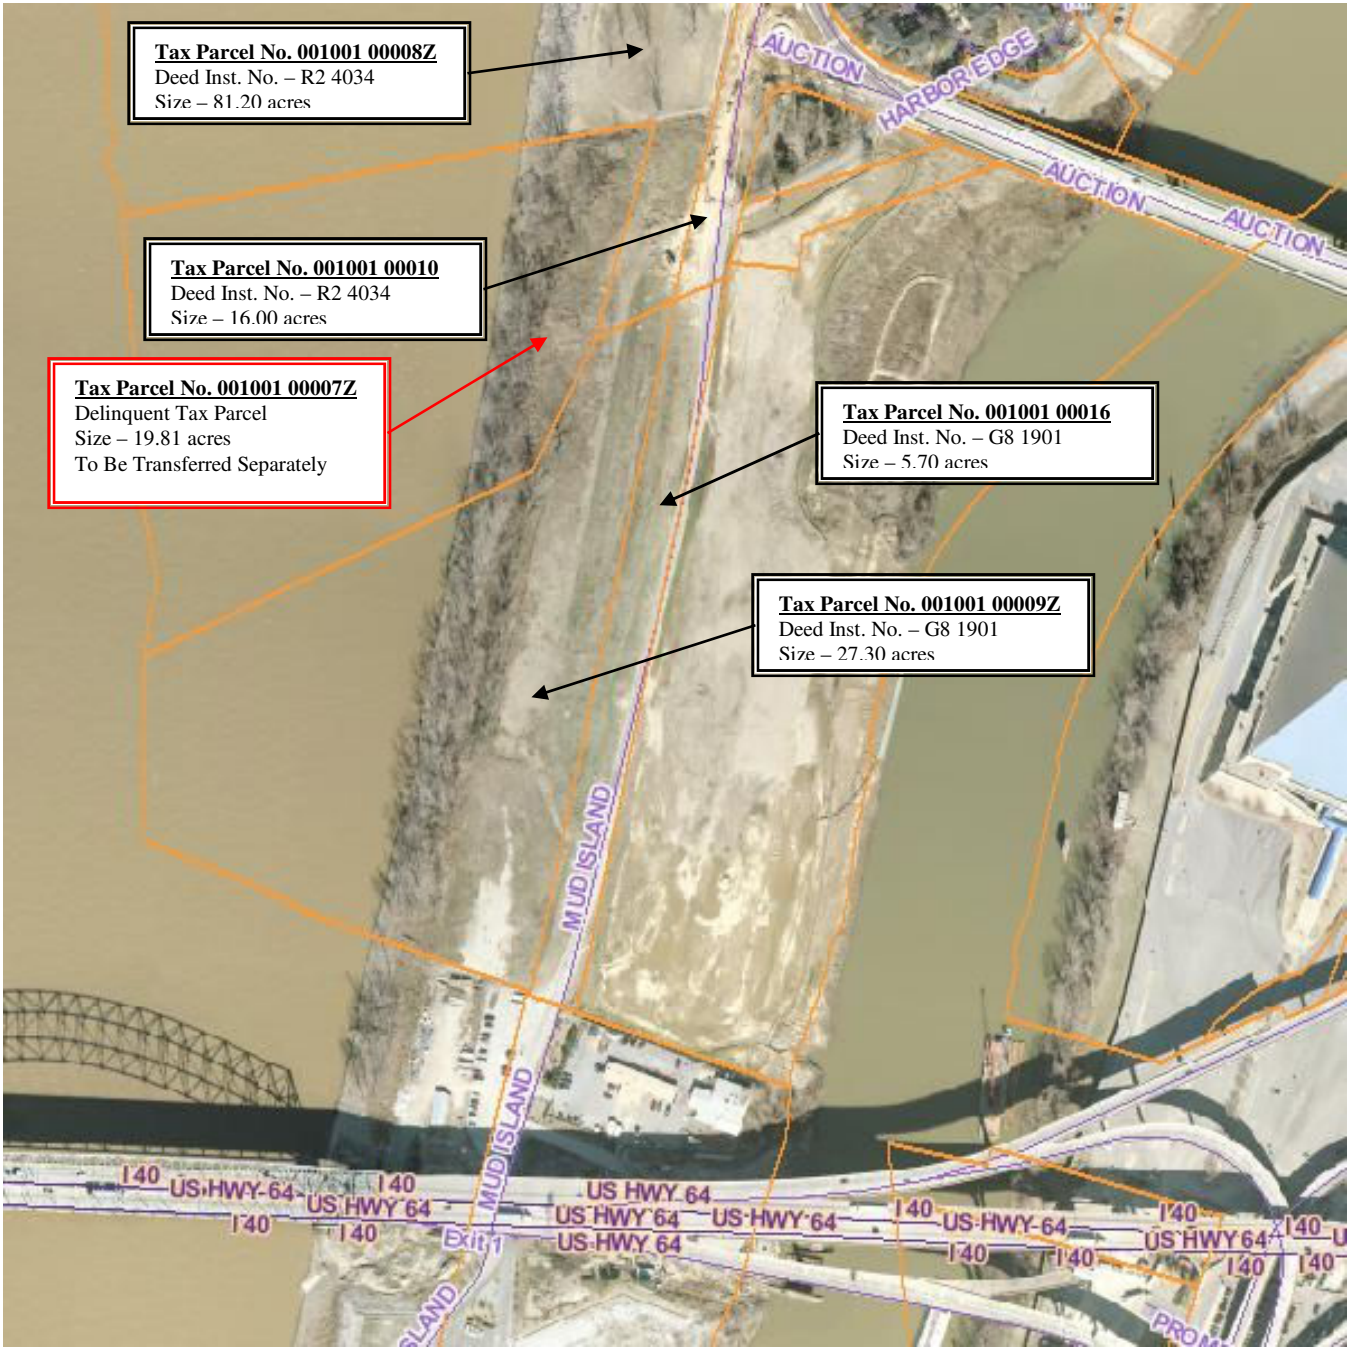 Tax Parcel No. 001001 00008Z
Deed Inst. No. – R2 4034
Size – 81.20 acres
AUCTION
HARBOR EDGE
AUCTION
AUCTION
Tax Parcel No. 001001 00010
Deed Inst. No. – R2 4034
Size – 16.00 acres
Tax Parcel No. 001001 00007Z
Delinquent Tax Parcel
Size – 19.81 acres
To Be Transferred Separately
Tax Parcel No. 001001 00016
Deed Inst. No. – G8 1901
Size – 5.70 acres
Tax Parcel No. 001001 00009Z
Deed Inst. No. – G8 1901
Size – 27.30 acres
MUD ISLAND
MUD ISLAND
I 40
US HWY 64
I 40
US HWY 64
I 40
I 40
Exit 1
US HWY 64
US HWY 64
US HWY 64
US HWY 64
I 40
US HWY 64
I 40
I 40
I 40
US HWY 64
I 40
I 40
I 40
U
SLAND
PROM